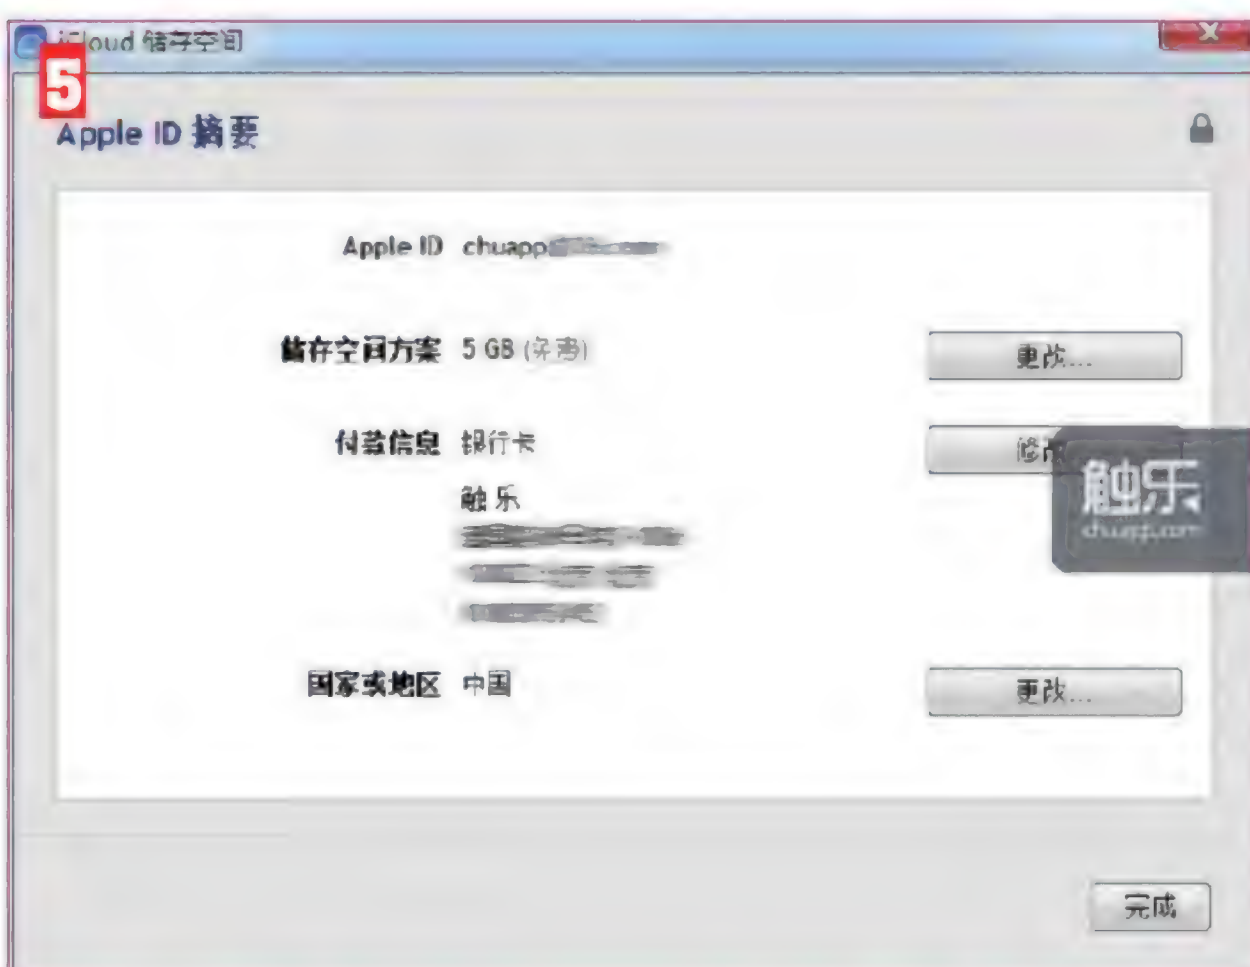 iCloud 储存空间
5
Apple ID 摘要
Apple ID chuapp
储存空间方案 5 GB (免费) 更改...
付款信息 银行卡 修改
触乐
触乐
chuapp.com
国家或地区 中国 更改...
完成